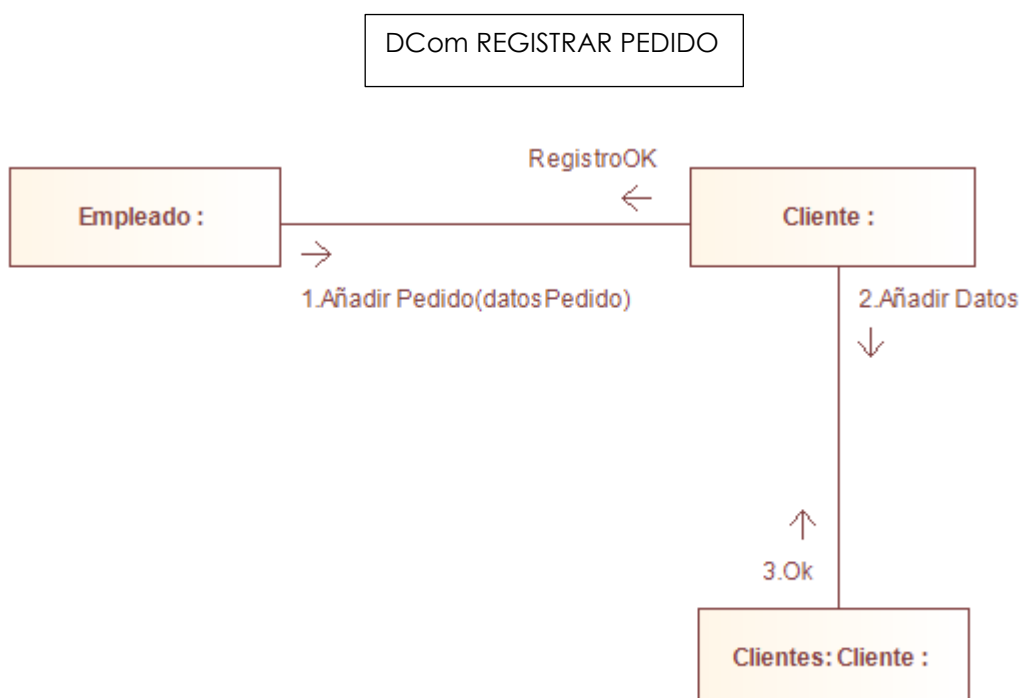 DCom REGISTRAR PEDIDO
RegistroOK
Empleado :
Cliente :
1.Añadir Pedido(datosPedido)
2.Añadir Datos
3.Ok
Clientes: Cliente :